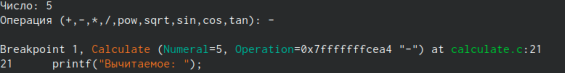 Число: 5
Операция (+,-,*,/,pow,sqrt,sin,cos,tan): -
Breakpoint 1, Calculate (Numeral=5, Operation=0x7fffffffcea4 "-") at calculate.c:21
21 printf("Вычитаемое: ");